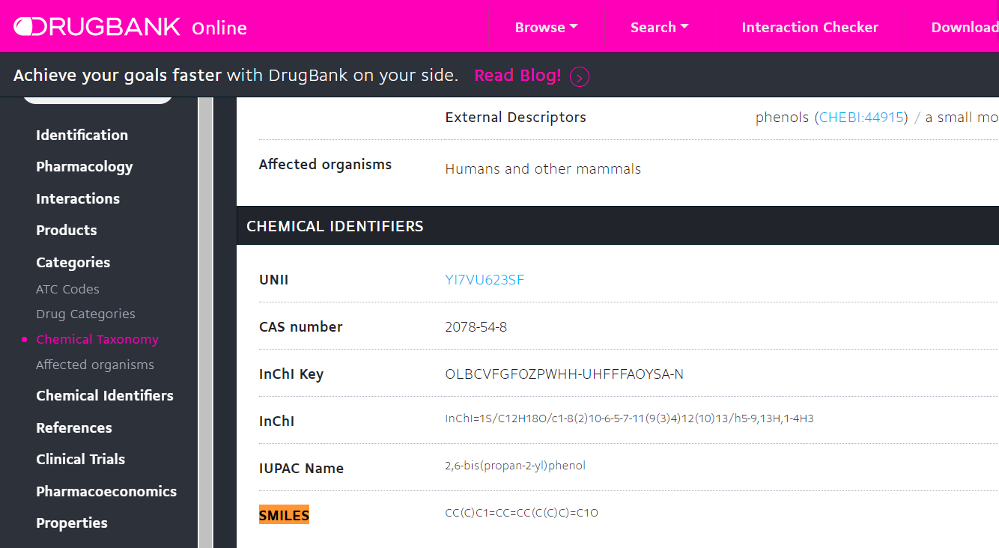 DRUGBANK Online Browse Search Interaction Checker Download
Achieve your goals faster with DrugBank on your side. Read Blog!
Identification
Pharmacology
Interactions
Products
Categories
ATC Codes
Drug Categories
Chemical Taxonomy
Affected organisms
Chemical Identifiers
References
Clinical Trials
Pharmacoeconomics
Properties
External Descriptors phenols (CHEBI:44915) / a small mo
Affected organisms Humans and other mammals
CHEMICAL IDENTIFIERS
UNII YI7VU623SF
CAS number 2078-54-8
InChI Key OLBCVFGFOZPWHH-UHFFFAOYSA-N
InChI InChI=1S/C12H18O/c1-8(2)10-6-5-7-11(9(3)4)12(10)13/h5-9,13H,1-4H3
IUPAC Name 2,6-bis(propan-2-yl)phenol
SMILES CC(C)C1=CC=CC(C(C)C)=C1O